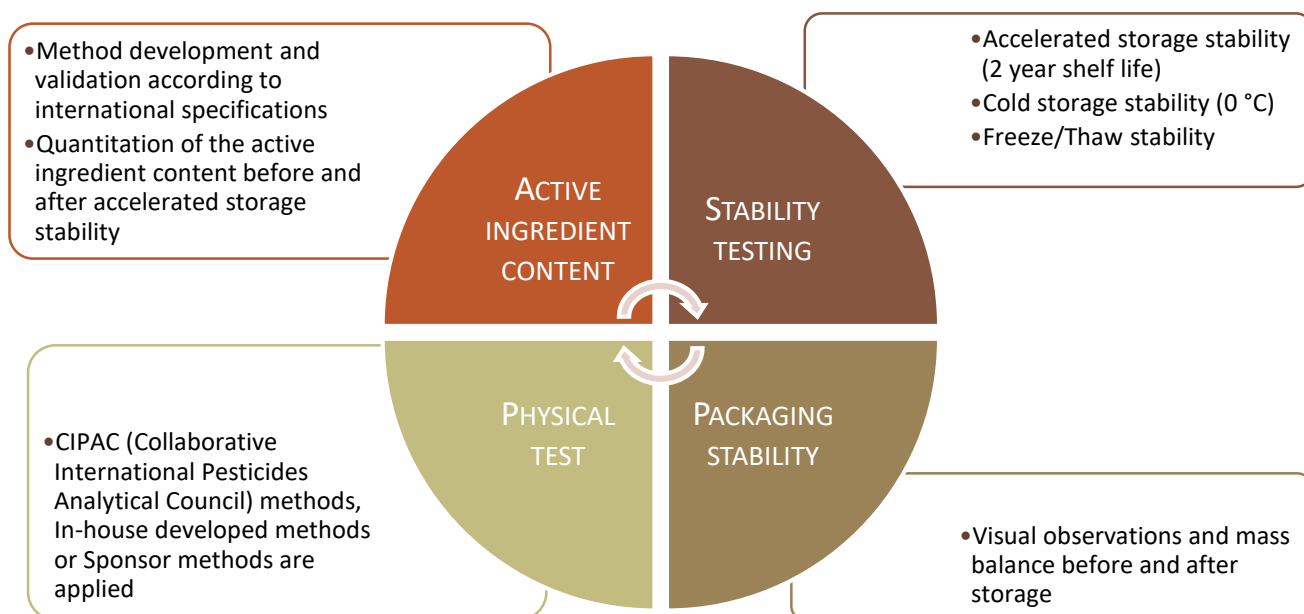 •Method development and
validation according to
international specifications
•Quantitation of the active
ingredient content before and
after accelerated storage
stability
ACTIVE
INGREDIENT
CONTENT
•Accelerated storage stability
(2 year shelf life)
•Cold storage stability (0 °C)
•Freeze/Thaw stability
STABILITY
TESTING
•CIPAC (Collaborative
International Pesticides
Analytical Council) methods,
In-house developed methods
or Sponsor methods are
applied
PHYSICAL
TEST
PACKAGING
STABILITY
•Visual observations and mass
balance before and after
storage